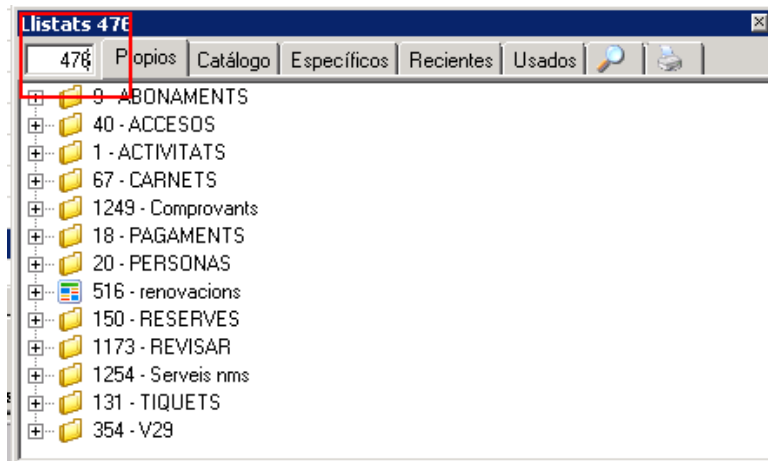 Llistats 476
476 Propios Catálogo Específicos Recientes Usados
9 - ABONAMENTS
40 - ACCESOS
1 - ACTIVITATS
67 - CARNETS
1249 - Comprovants
18 - PAGAMENTS
20 - PERSONAS
516 - renovacions
150 - RESERVES
1173 - REVISAR
1254 - Serveis nms
131 - TIQUETS
354 - V29